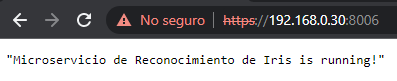 No seguro | https://192.168.0.30:8006
"Microservicio de Reconocimiento de Iris is running!"